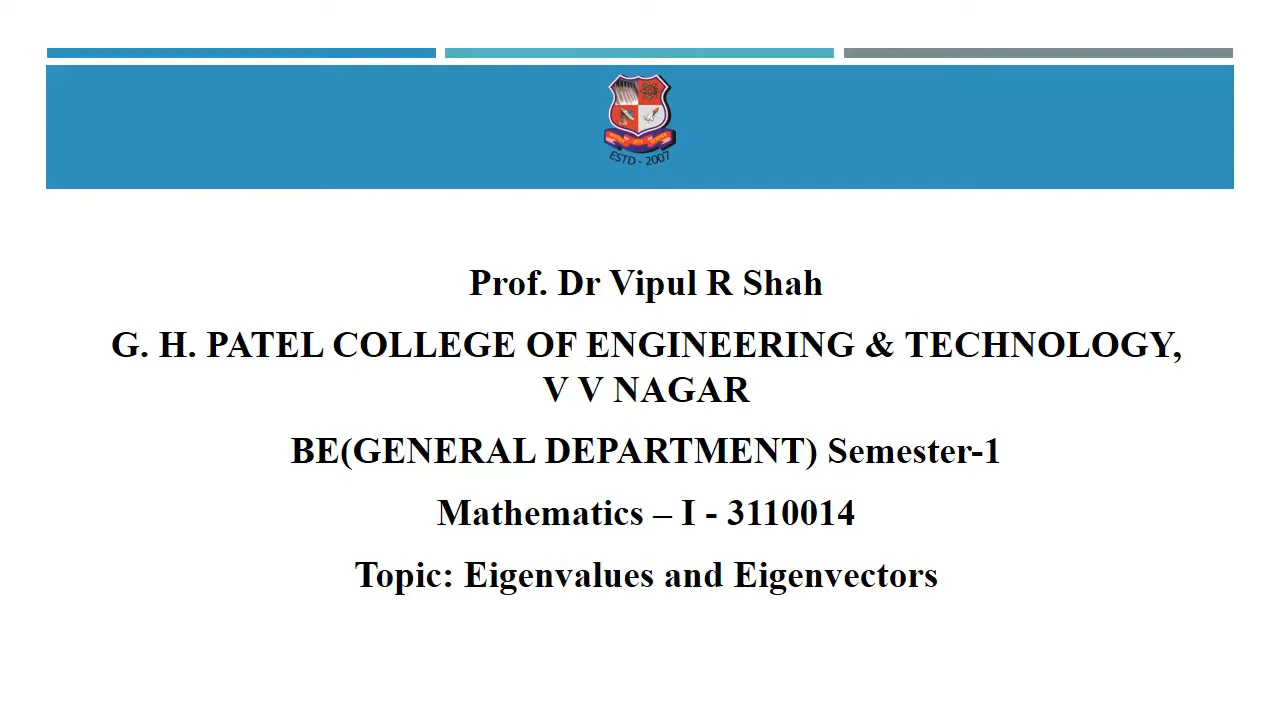 ESTD - 2007
Prof. Dr Vipul R Shah
G. H. PATEL COLLEGE OF ENGINEERING & TECHNOLOGY,
V V NAGAR
BE(GENERAL DEPARTMENT) Semester-1
Mathematics – I - 3110014
Topic: Eigenvalues and Eigenvectors